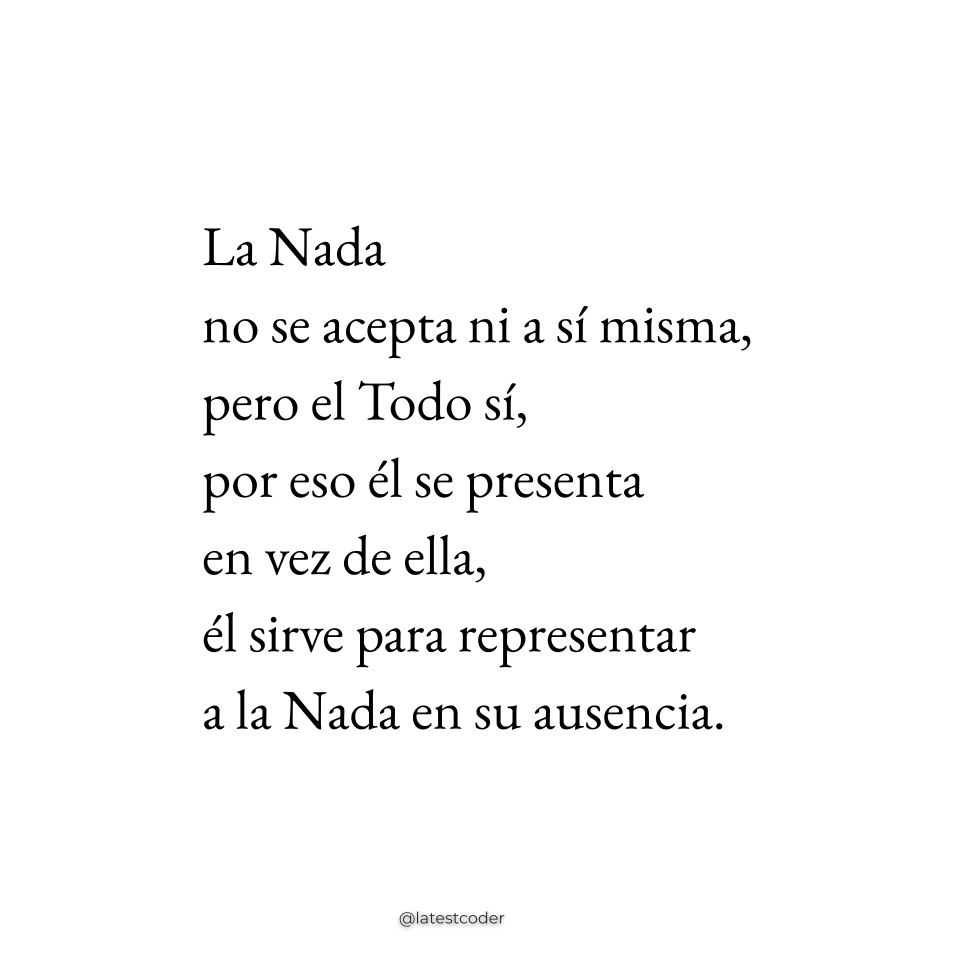 La Nada
no se acepta ni a sí misma,
pero el Todo sí,
por eso él se presenta
en vez de ella,
él sirve para representar
a la Nada en su ausencia.
@latestcoder